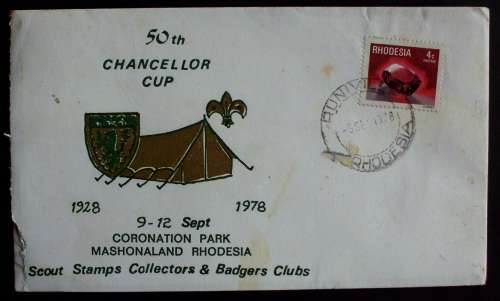 50th
CHANCELLOR
CUP
RHODESIA
4c
RHODESIA
1928 1978
9-12 Sept
CORONATION PARK
MASHONALAND RHODESIA
Scout Stamps Collectors & Badgers Clubs